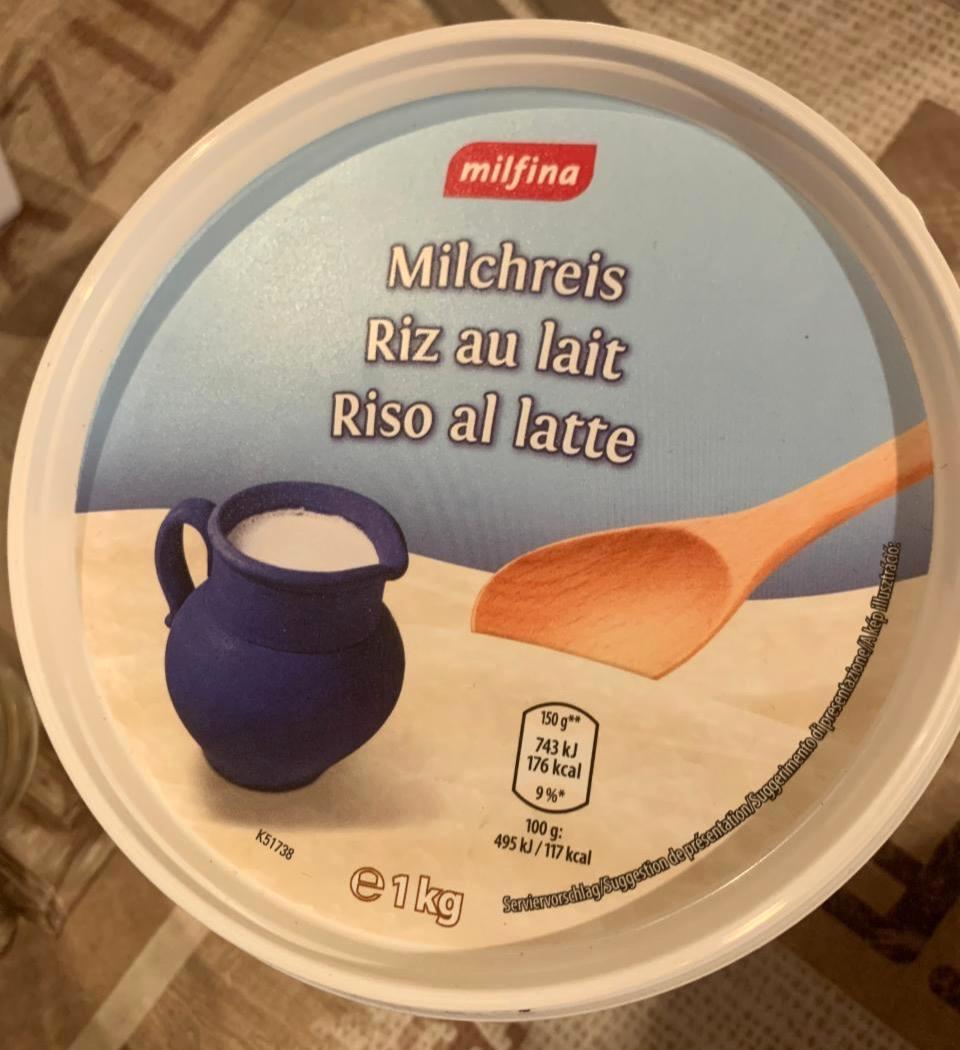 milfina
Milchreis
Riz au lait
Riso al latte
150 g**
743 kJ
176 kcal
9 %*
100 g:
495 kJ / 117 kcal
K51738
e 1 kg
Serviervorschlag/Suggestion de présentation/Suggerimento di presentazione/A kép illusztráció: